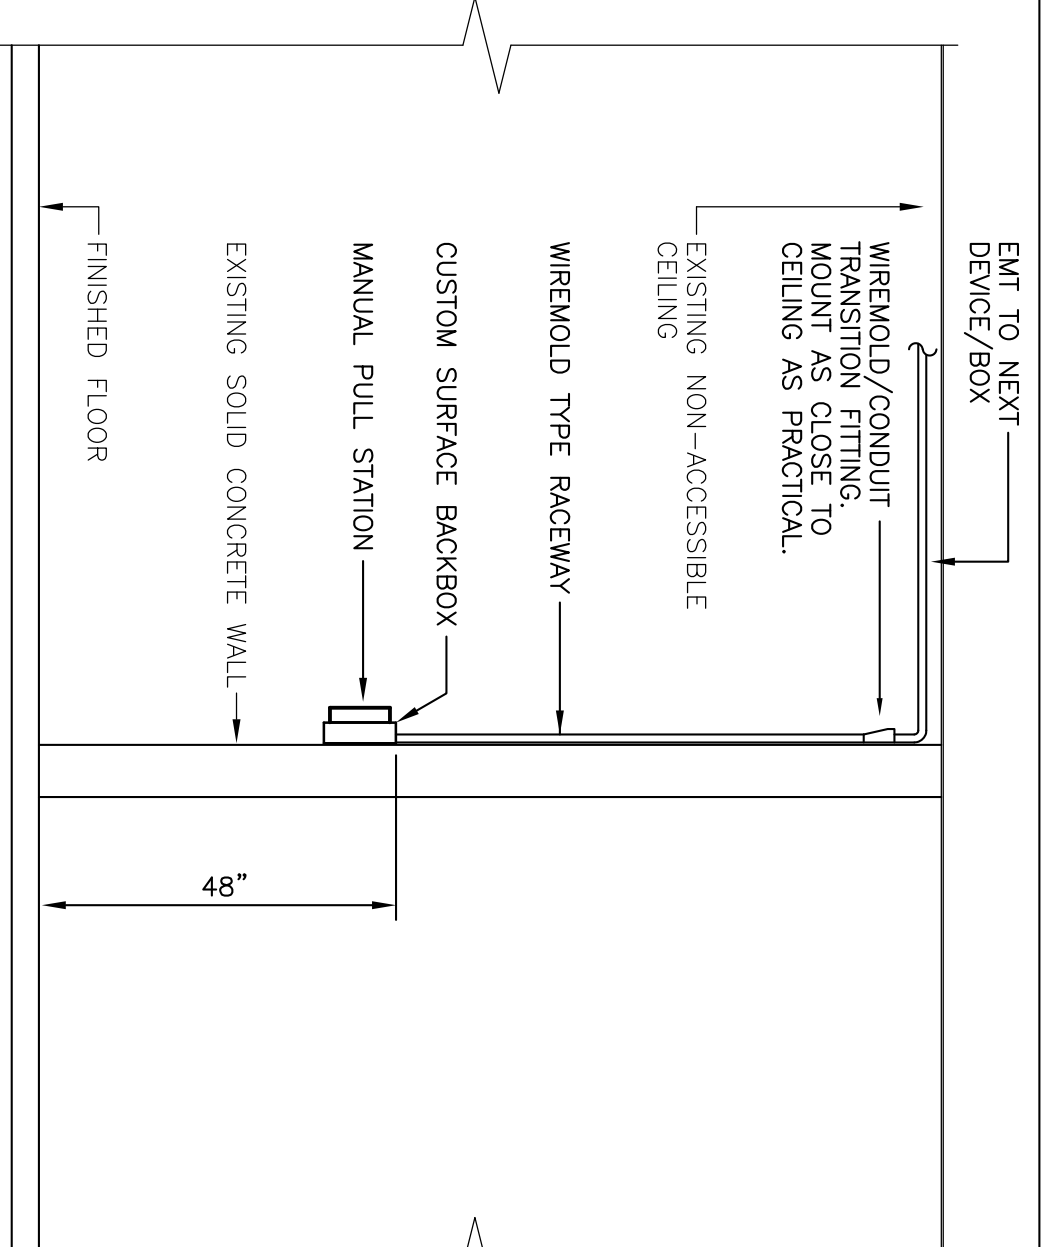 EMT TO NEXT
DEVICE/BOX
WIREMOLD/CONDUIT
TRANSITION FITTING.
MOUNT AS CLOSE TO
CEILING AS PRACTICAL.
EXISTING NON-ACCESSIBLE
CEILING
WIREMOLD TYPE RACEWAY
CUSTOM SURFACE BACKBOX
MANUAL PULL STATION
EXISTING SOLID CONCRETE WALL
FINISHED FLOOR
48"